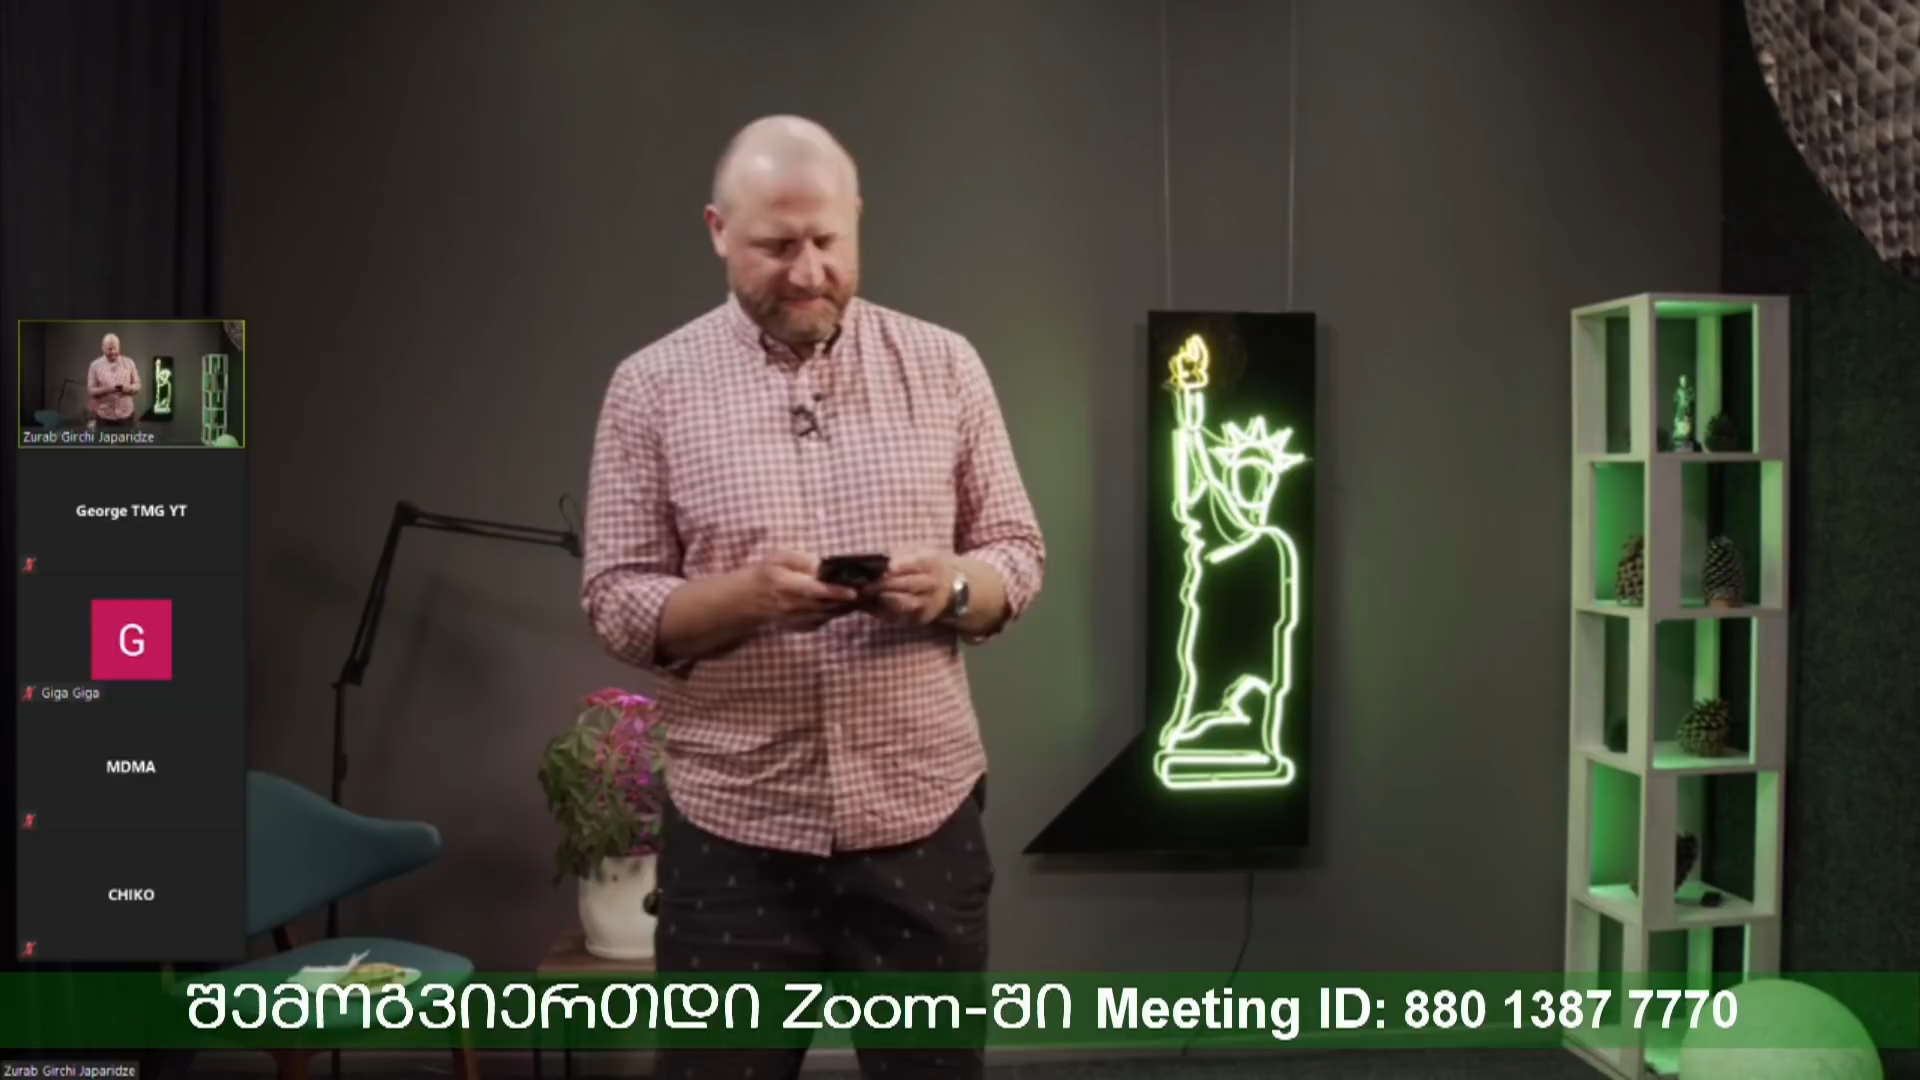 Zurab Girchi Japaridze
George TMG YT
G
Giga Giga
MDMA
CHIKO
შემოგვიერთდი Zoom-ში Meeting ID: 880 1387 7770
Zurab Girchi Japaridze